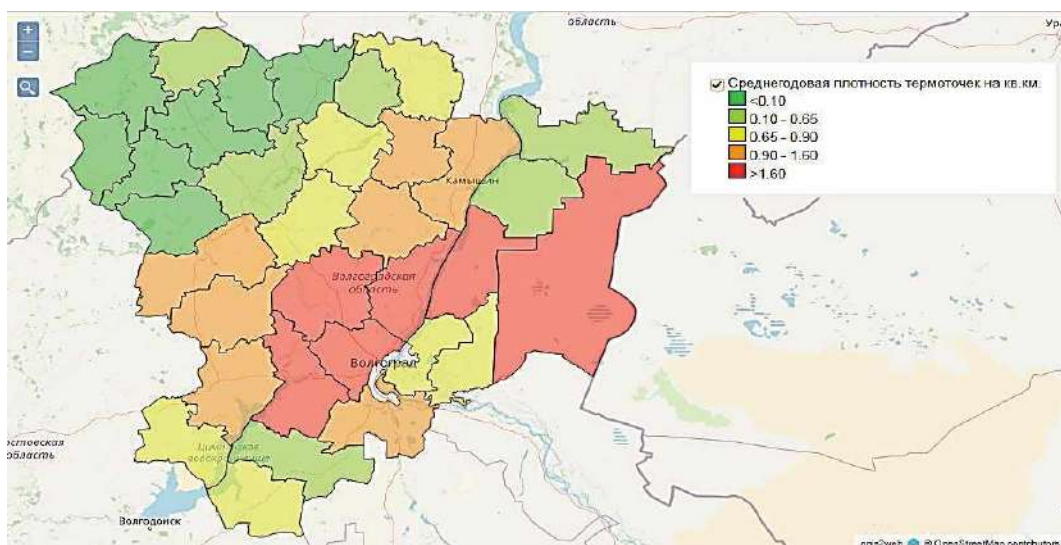 область
Ура
+
−
Среднегодовая плотность термоточек на кв.км.
<0.10
0.10 - 0.65
0.65 - 0.90
0.90 - 1.60
>1.60
Камышин
Волгоградская
область
Волгоград
остовская
область
Цимлянское
водохранилище
Волгодонск
© OpenStreetMap contributors